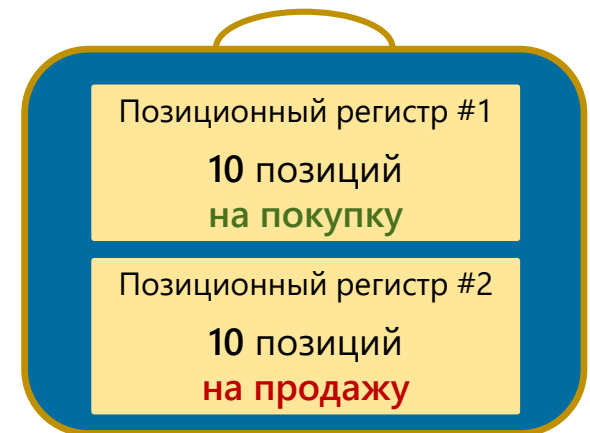 Позиционный регистр #1
10 позиций
на покупку
Позиционный регистр #2
10 позиций
на продажу